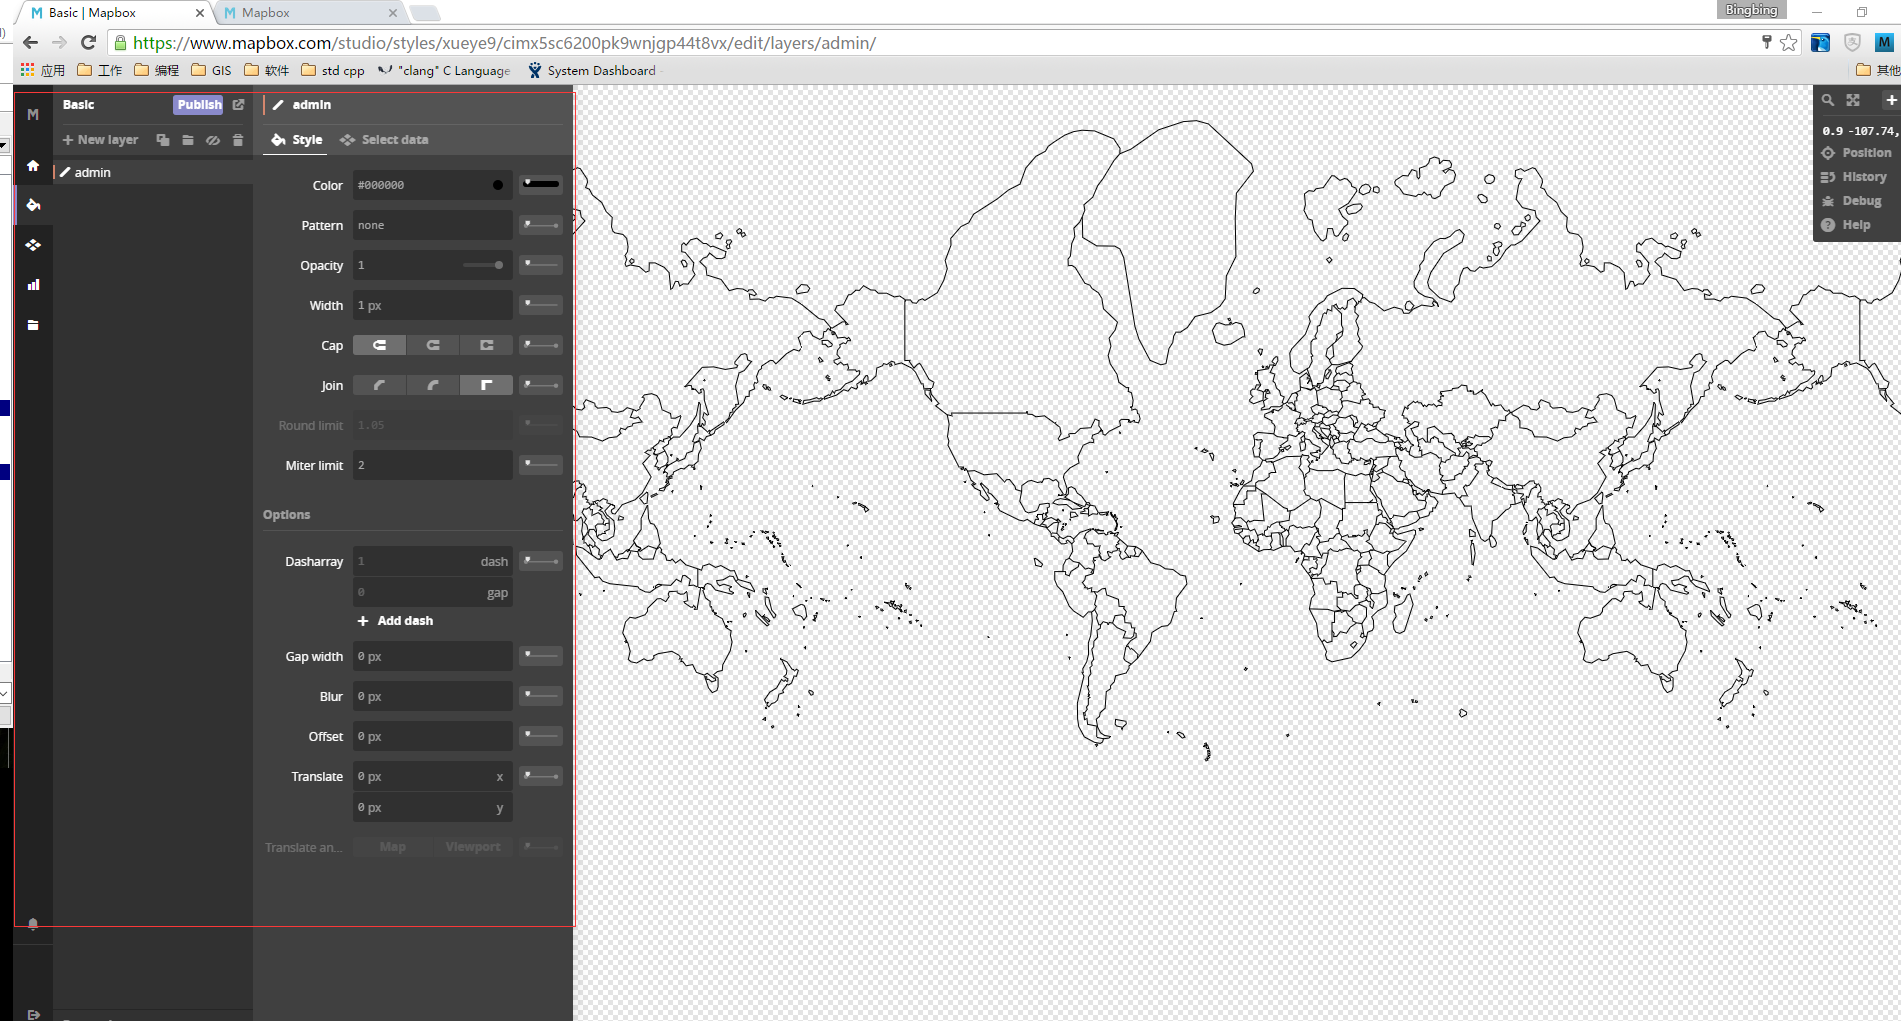 Basic | Mapbox
Mapbox
Bingbing
https://www.mapbox.com/studio/styles/xueye9/cimx5sc6200pk9wnjgp44t8vx/edit/layers/admin/
应用 工作 编程 GIS 软件 std cpp "clang" C Language System Dashboard 其他
Basic Publish
New layer
admin
admin
Style Select data
Color #000000
Pattern none
Opacity 1
Width 1 px
Cap
Join
Round limit 1.05
Miter limit 2
Options
Dasharray 1 dash
0 gap
+ Add dash
Gap width 0 px
Blur 0 px
Offset 0 px
Translate 0 px x
0 px y
Translate an... Map Viewport
0.9 -107.74,
Position
History
Debug
Help